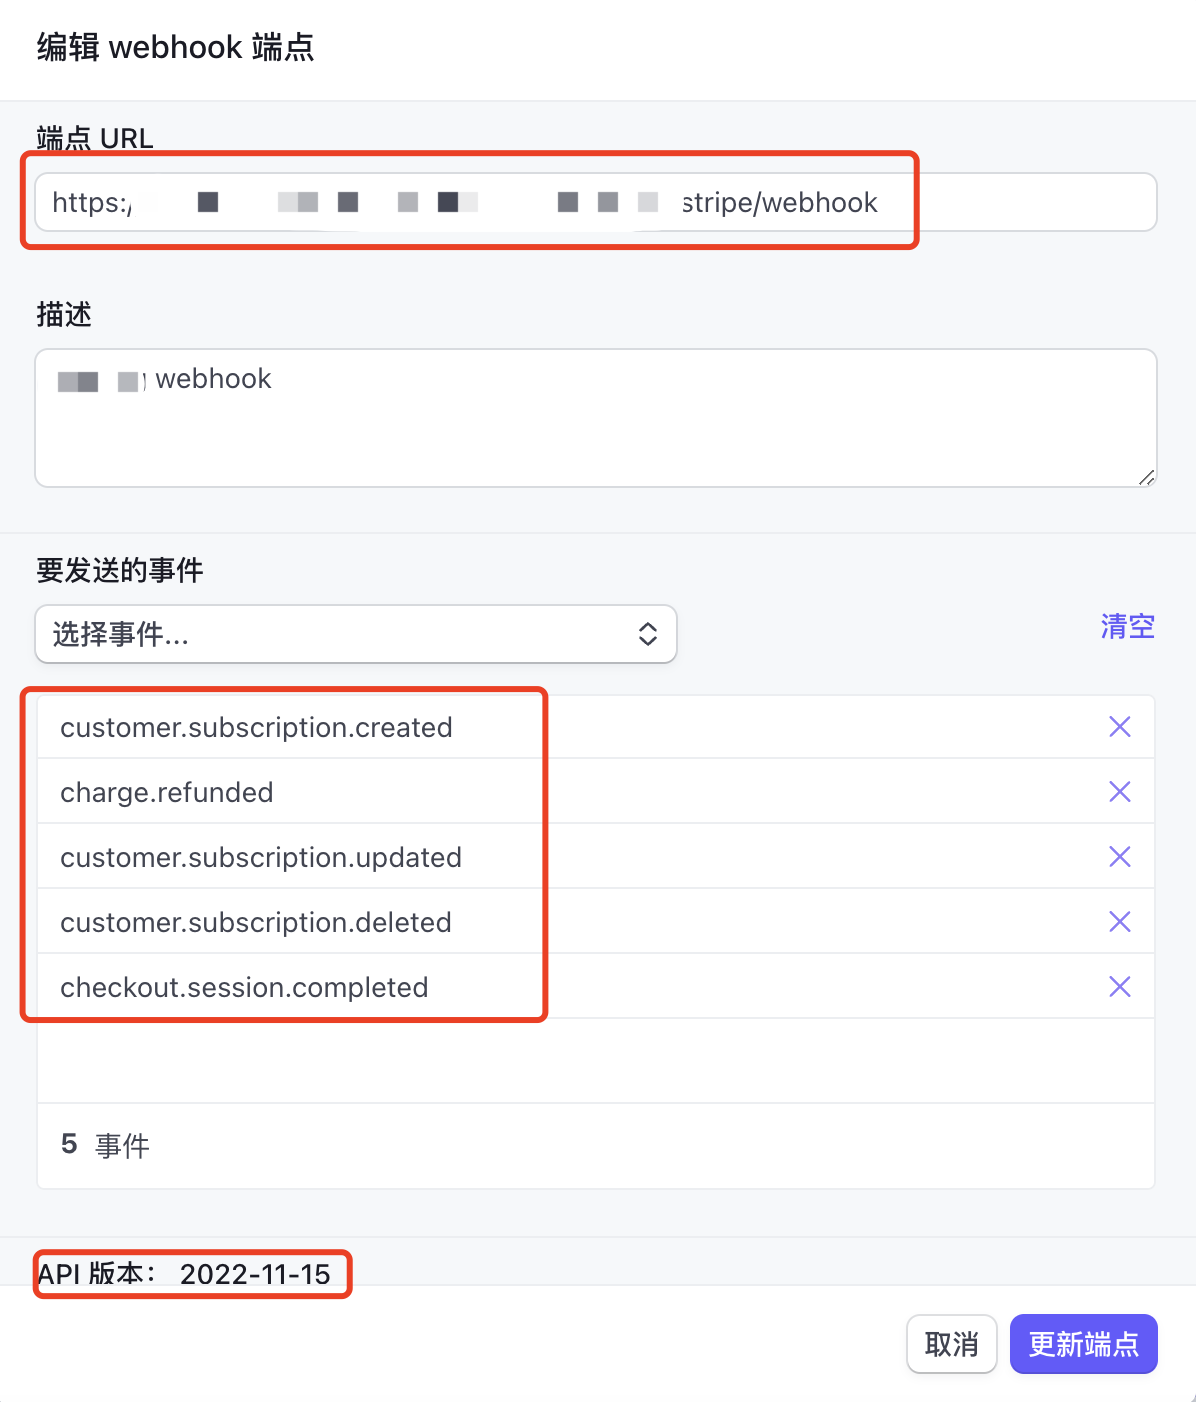 编辑 webhook 端点
端点 URL
https:/ stripe/webhook
描述
webhook
要发送的事件
选择事件...
清空
customer.subscription.created
charge.refunded
customer.subscription.updated
customer.subscription.deleted
checkout.session.completed
5 事件
API 版本： 2022-11-15
取消
更新端点